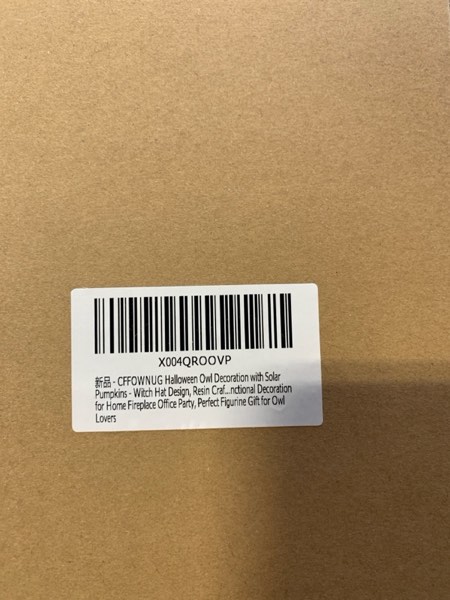 X004QROOVP
新品 - CFFOWNUG Halloween Owl Decoration with Solar
Pumpkins - Witch Hat Design, Resin Craf...nctional Decoration
for Home Fireplace Office Party, Perfect Figurine Gift for Owl
Lovers